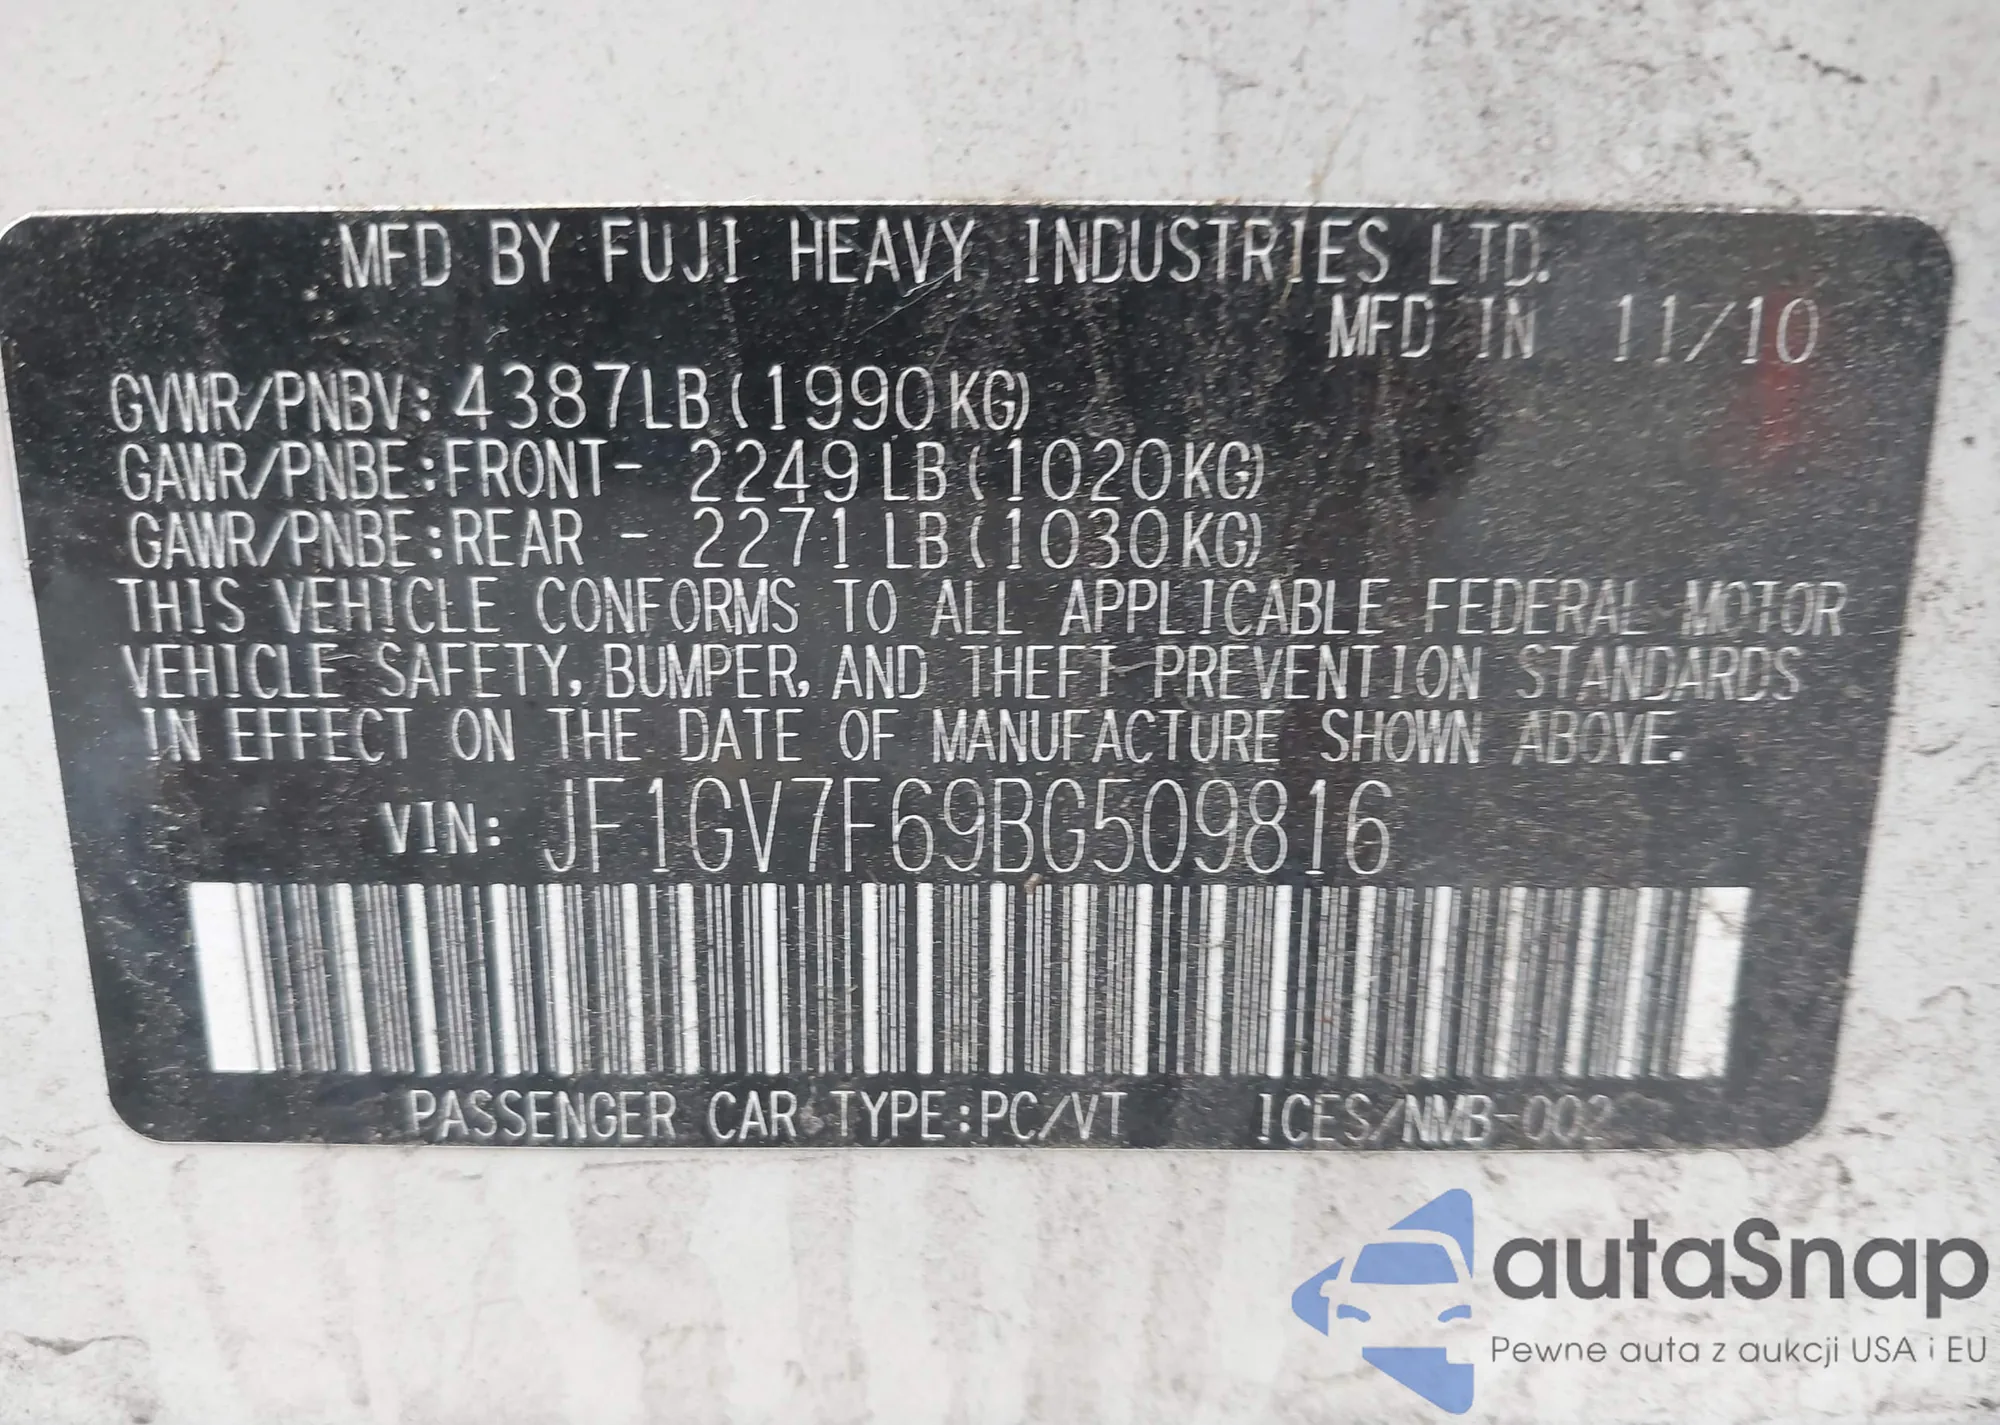 MFD BY FUJI HEAVY INDUSTRIES LTD.
MFD IN 11/10
GVWR/PNBV: 4387LB(1990KG)
GAWR/PNBE:FRONT- 2249LB(1020KG)
GAWR/PNBE:REAR - 2271LB(1030KG)
THIS VEHICLE CONFORMS TO ALL APPLICABLE FEDERAL MOTOR
VEHICLE SAFETY, BUMPER, AND THEFT PREVENTION STANDARDS
IN EFFECT ON THE DATE OF MANUFACTURE SHOWN ABOVE.
VIN: JF1GV7F69BG509816
PASSENGER CAR TYPE:PC/VT ICES/NMB-002
autaSnap
Pewne auta z aukcji USA i EU